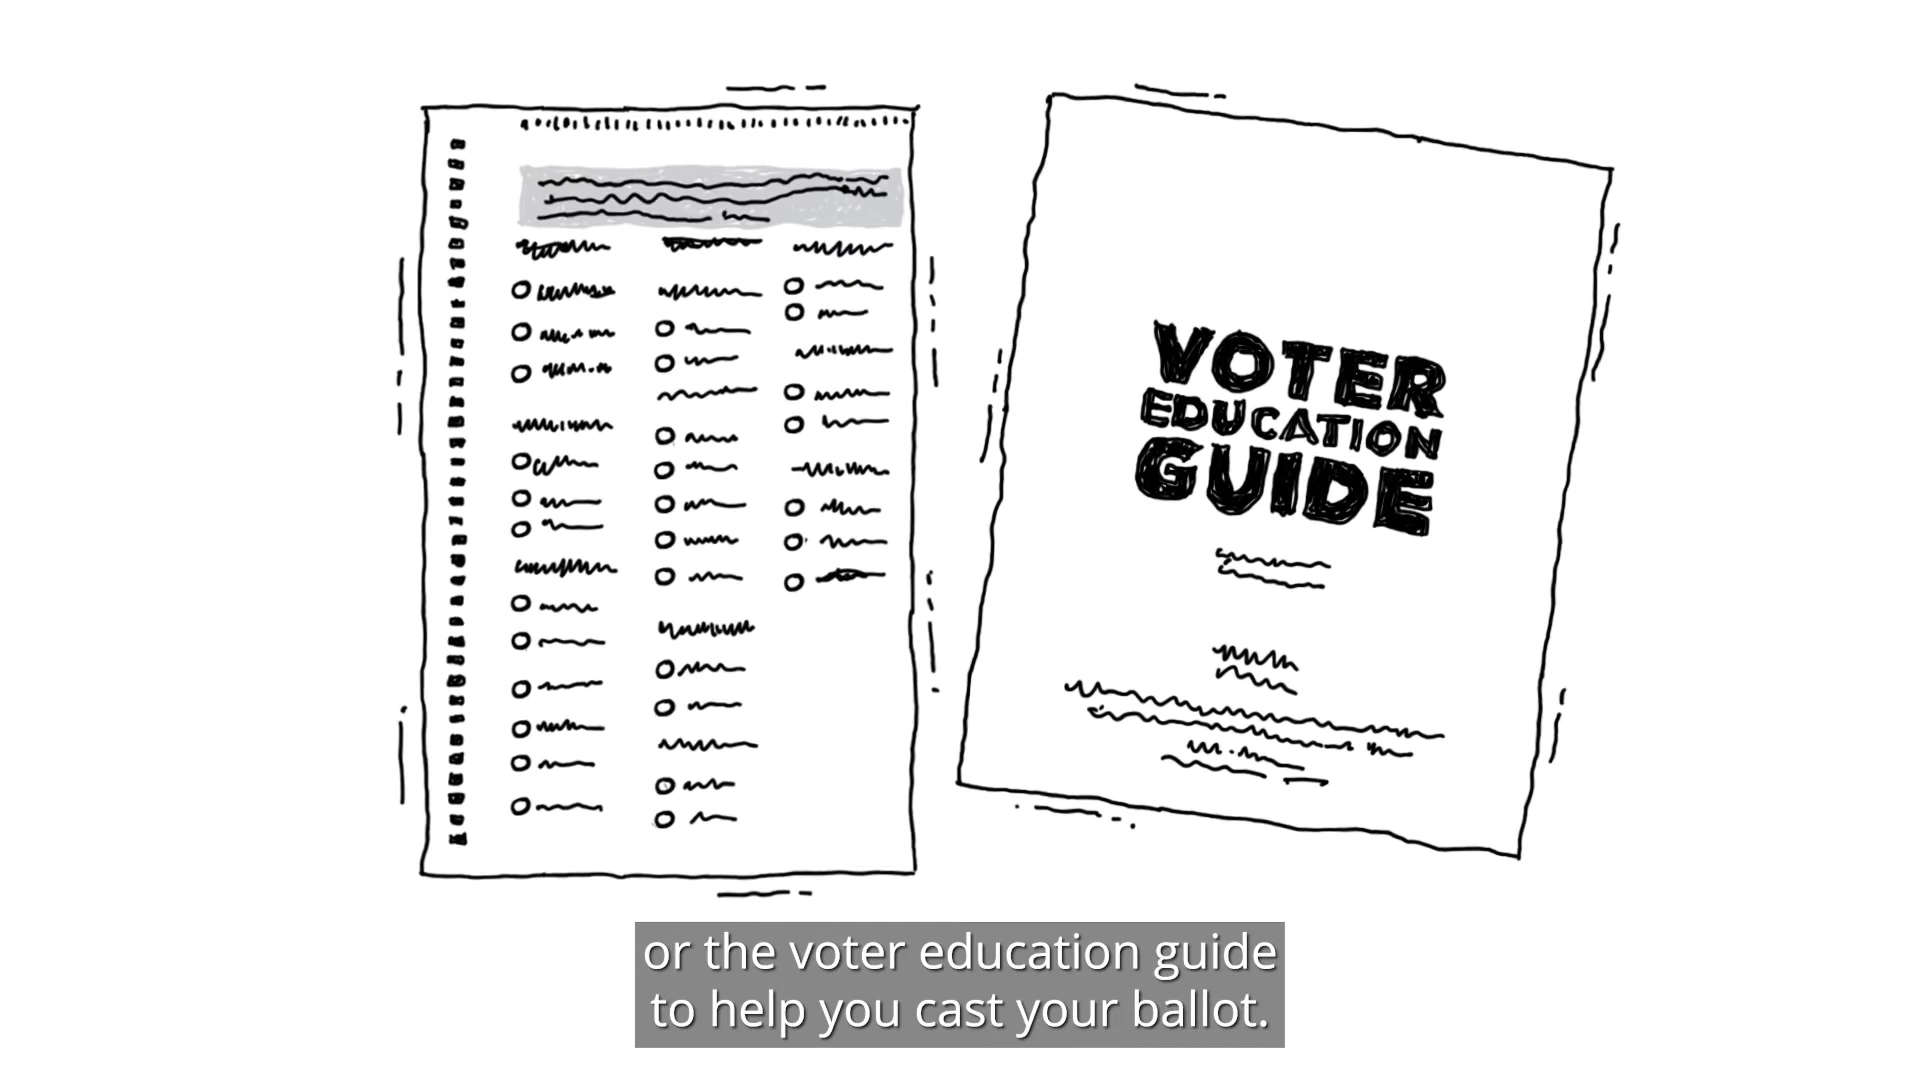 VOTER
EDUCATION
GUIDE
or the voter education guide
to help you cast your ballot.